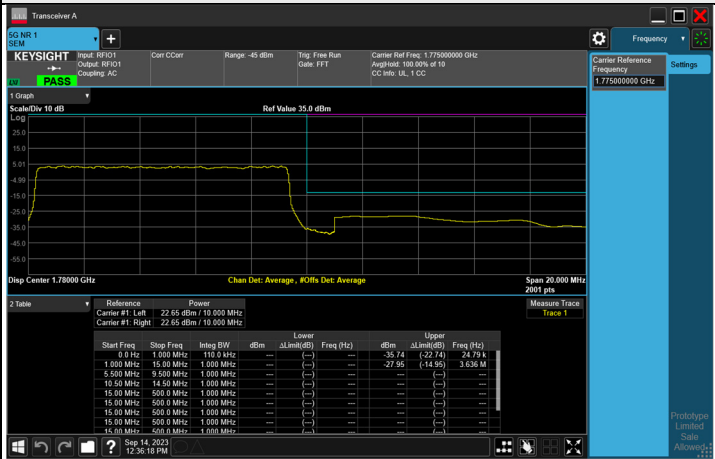 Transceiver A
5G NR 1
SEM
Frequency
KEYSIGHT
Input: RFIO1
Output: RFIO1
Coupling: AC
Corr CCorr
Range: -45 dBm
Trig: Free Run
Gate: FFT
Carrier Ref Freq: 1.775000000 GHz
Avg|Hold: 100.00% of 10
CC Info: UL, 1 CC
PASS
Carrier Reference
Frequency
1.775000000 GHz
Settings
1 Graph
Scale/Div 10 dB
Ref Value 35.0 dBm
Log
25.0
15.0
5.01
-4.99
-15.0
-25.0
-35.0
-45.0
-55.0
Disp Center 1.78000 GHz
Chan Det: Average, #Offs Det: Average
Span 20.000 MHz
2001 pts
2 Table
Reference Power
Carrier #1: Left 22.65 dBm / 10.000 MHz
Carrier #1: Right 22.65 dBm / 10.000 MHz
Measure Trace
Trace 1
Lower Upper
Start Freq Stop Freq Integ BW dBm ΔLimit(dB) Freq (Hz) dBm ΔLimit(dB) Freq (Hz)
0.0 Hz 1.000 MHz 110.0 kHz --- (---) --- -35.74 (-22.74) 24.79 k
1.000 MHz 15.00 MHz 1.000 MHz --- (---) --- -27.95 (-14.95) 3.636 M
5.500 MHz 9.500 MHz 1.000 MHz --- (---) --- --- (---) ---
10.50 MHz 14.50 MHz 1.000 MHz --- (---) --- --- (---) ---
15.00 MHz 500.0 MHz 1.000 MHz --- (---) --- --- (---) ---
15.00 MHz 500.0 MHz 1.000 MHz --- (---) --- --- (---) ---
15.00 MHz 500.0 MHz 1.000 MHz --- (---) --- --- (---) ---
15.00 MHz 500.0 MHz 1.000 MHz --- (---) --- --- (---) ---
15.00 MHz 500.0 MHz 1.000 MHz --- (---) --- --- (---) ---
Prototype
Limited
Sale
Allowed
Sep 14, 2023
12:36:18 PM